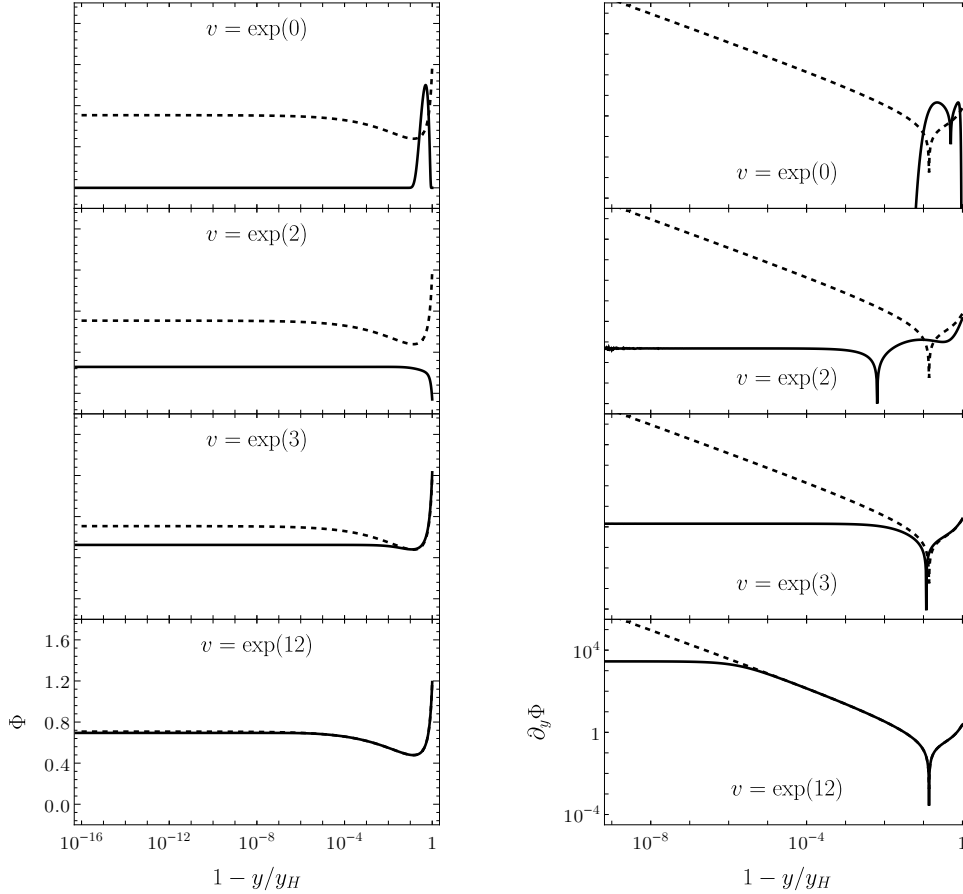 v = exp(0)
v = exp(0)
v = exp(2)
v = exp(2)
v = exp(3)
v = exp(3)
v = exp(12)
1.6
1.2
0.8
0.4
0.0
Φ
10^-16 10^-12 10^-8 10^-4 1
1 − y/y_H
10^4
1
10^-4
∂_yΦ
v = exp(12)
10^-8 10^-4 1
1 − y/y_H